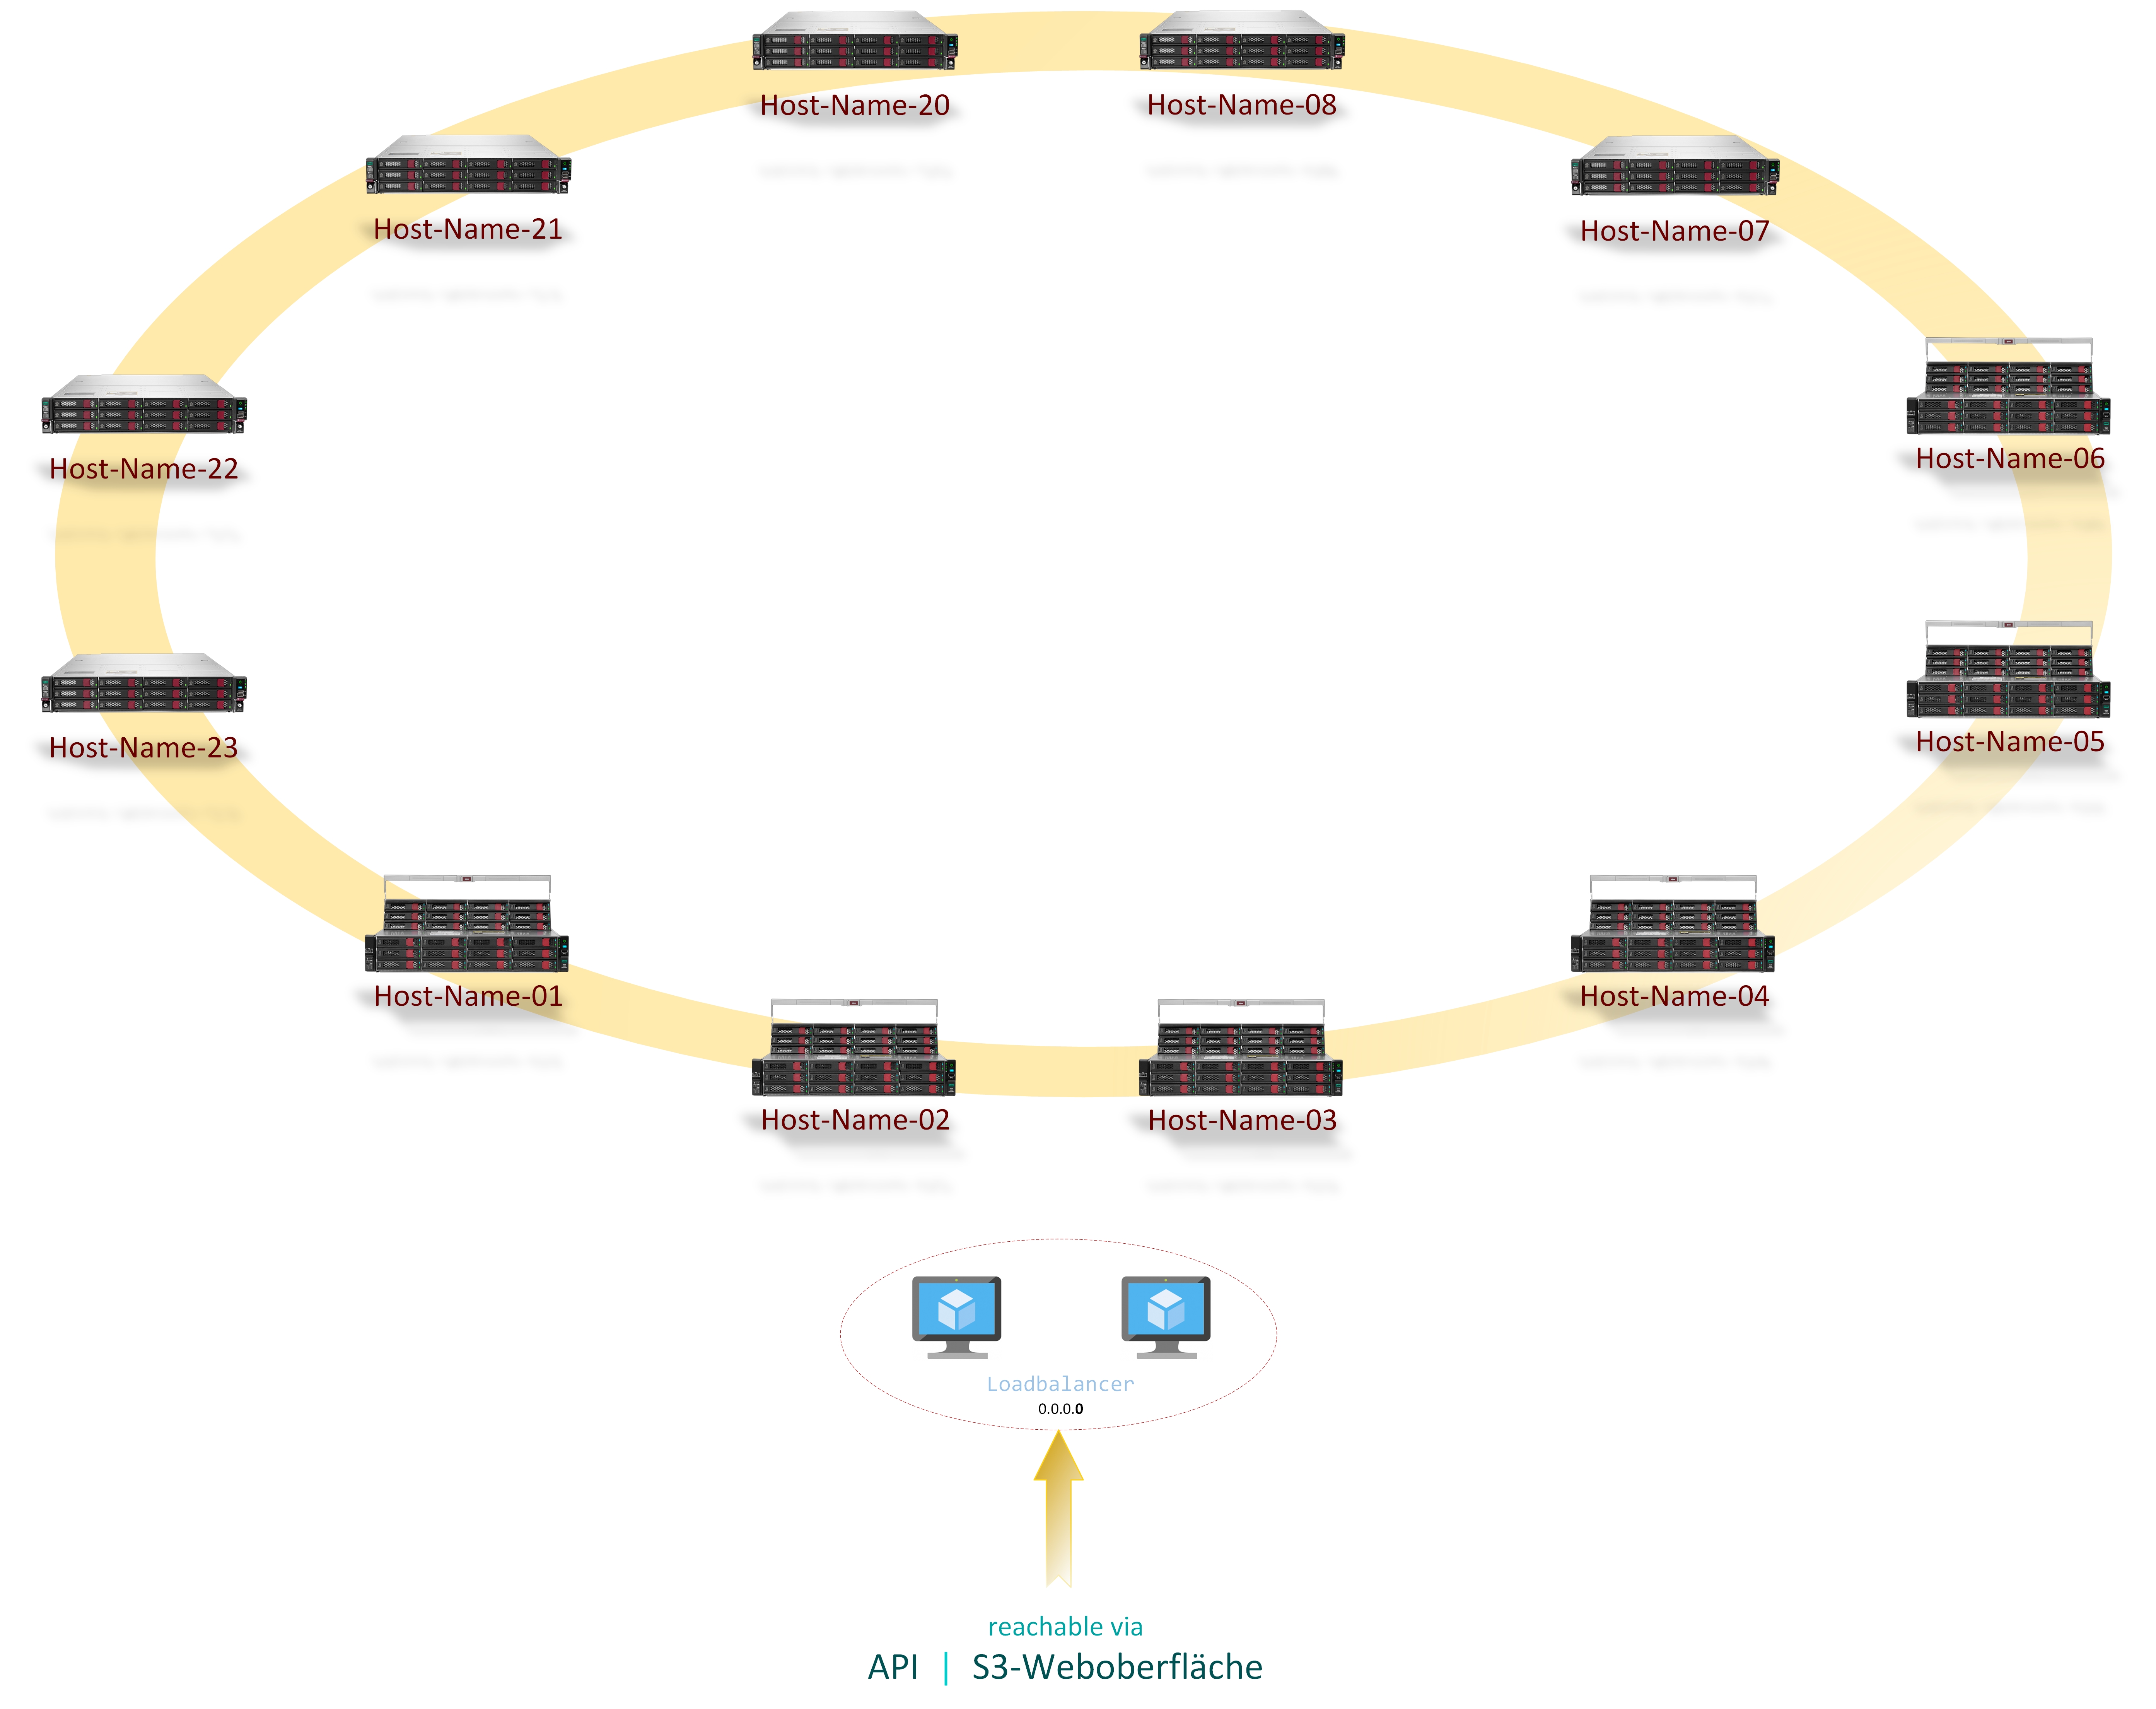 Host-Name-20
Host-Name-08
Host-Name-21
Host-Name-07
Host-Name-22
Host-Name-06
Host-Name-23
Host-Name-05
Host-Name-01
Host-Name-04
Host-Name-02
Host-Name-03
Loadbalancer
0.0.0.0
reachable via
API | S3-Weboberfläche